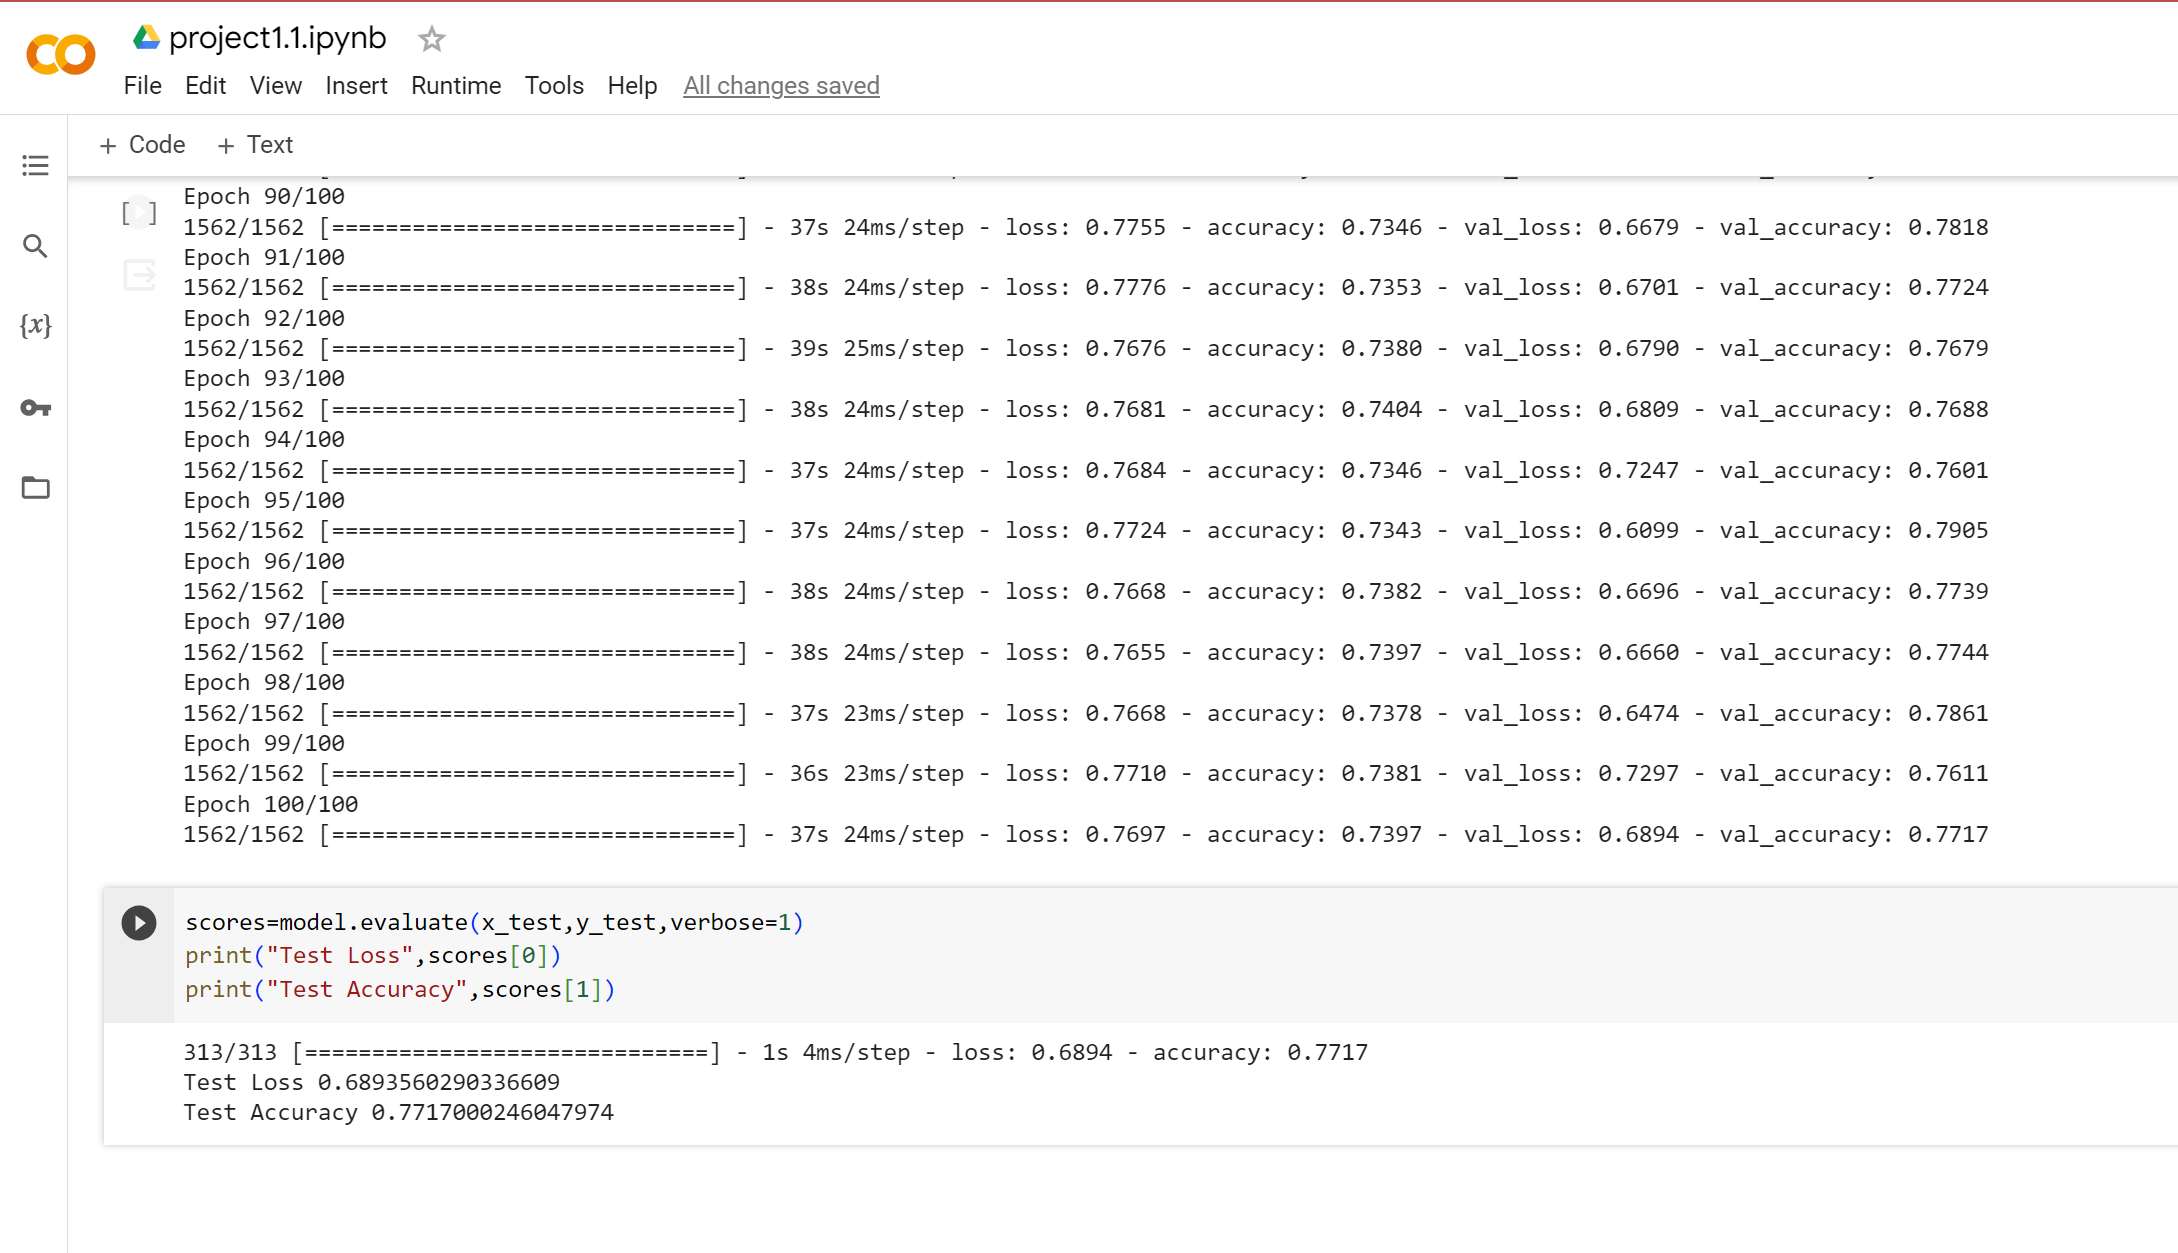 project1.1.ipynb
File Edit View Insert Runtime Tools Help All changes saved
+ Code + Text
Epoch 90/100
[ ] 1562/1562 [==============================] - 37s 24ms/step - loss: 0.7755 - accuracy: 0.7346 - val_loss: 0.6679 - val_accuracy: 0.7818
Epoch 91/100
1562/1562 [==============================] - 38s 24ms/step - loss: 0.7776 - accuracy: 0.7353 - val_loss: 0.6701 - val_accuracy: 0.7724
Epoch 92/100
1562/1562 [==============================] - 39s 25ms/step - loss: 0.7676 - accuracy: 0.7380 - val_loss: 0.6790 - val_accuracy: 0.7679
Epoch 93/100
1562/1562 [==============================] - 38s 24ms/step - loss: 0.7681 - accuracy: 0.7404 - val_loss: 0.6809 - val_accuracy: 0.7688
Epoch 94/100
1562/1562 [==============================] - 37s 24ms/step - loss: 0.7684 - accuracy: 0.7346 - val_loss: 0.7247 - val_accuracy: 0.7601
Epoch 95/100
1562/1562 [==============================] - 37s 24ms/step - loss: 0.7724 - accuracy: 0.7343 - val_loss: 0.6099 - val_accuracy: 0.7905
Epoch 96/100
1562/1562 [==============================] - 38s 24ms/step - loss: 0.7668 - accuracy: 0.7382 - val_loss: 0.6696 - val_accuracy: 0.7739
Epoch 97/100
1562/1562 [==============================] - 38s 24ms/step - loss: 0.7655 - accuracy: 0.7397 - val_loss: 0.6660 - val_accuracy: 0.7744
Epoch 98/100
1562/1562 [==============================] - 37s 23ms/step - loss: 0.7668 - accuracy: 0.7378 - val_loss: 0.6474 - val_accuracy: 0.7861
Epoch 99/100
1562/1562 [==============================] - 36s 23ms/step - loss: 0.7710 - accuracy: 0.7381 - val_loss: 0.7297 - val_accuracy: 0.7611
Epoch 100/100
1562/1562 [==============================] - 37s 24ms/step - loss: 0.7697 - accuracy: 0.7397 - val_loss: 0.6894 - val_accuracy: 0.7717
scores=model.evaluate(x_test,y_test,verbose=1)
print("Test Loss",scores[0])
print("Test Accuracy",scores[1])
313/313 [==============================] - 1s 4ms/step - loss: 0.6894 - accuracy: 0.7717
Test Loss 0.6893560290336609
Test Accuracy 0.7717000246047974